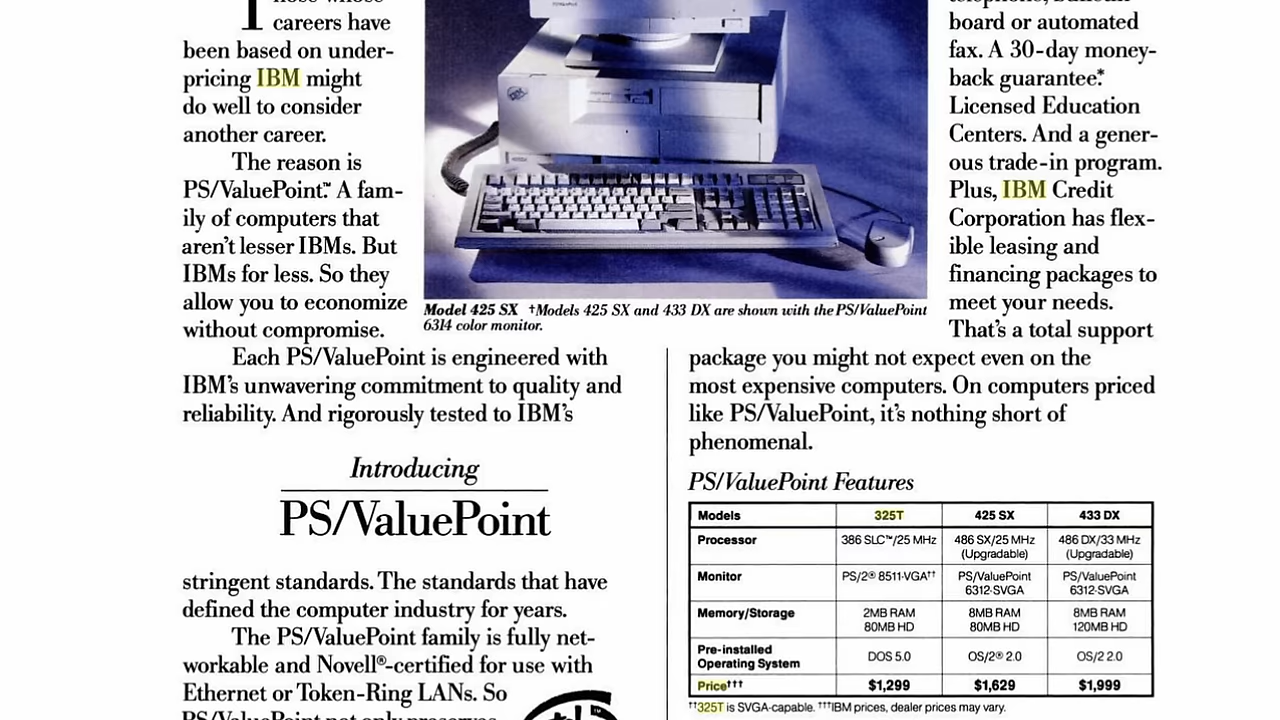 careers have
been based on under-
pricing IBM might
do well to consider
another career.
The reason is
PS/ValuePoint.™ A fam-
ily of computers that
aren't lesser IBMs. But
IBMs for less. So they
allow you to economize
without compromise.
Model 425 SX †Models 425 SX and 433 DX are shown with the PS/ValuePoint
6314 color monitor.
Each PS/ValuePoint is engineered with
IBM's unwavering commitment to quality and
reliability. And rigorously tested to IBM's
Introducing
PS/ValuePoint
stringent standards. The standards that have
defined the computer industry for years.
The PS/ValuePoint family is fully net-
workable and Novell®-certified for use with
Ethernet or Token-Ring LANs. So
PS/ValuePoint not only preserves
board or automated
fax. A 30-day money-
back guarantee.*
Licensed Education
Centers. And a gener-
ous trade-in program.
Plus, IBM Credit
Corporation has flex-
ible leasing and
financing packages to
meet your needs.
That's a total support
package you might not expect even on the
most expensive computers. On computers priced
like PS/ValuePoint, it's nothing short of
phenomenal.
PS/ValuePoint Features
Models 325T 425 SX 433 DX
Processor 386 SLC™/25 MHz 486 SX/25 MHz (Upgradable) 486 DX/33 MHz (Upgradable)
Monitor PS/2® 8511-VGA†† PS/ValuePoint 6312-SVGA PS/ValuePoint 6312-SVGA
Memory/Storage 2MB RAM 80MB HD 8MB RAM 80MB HD 8MB RAM 120MB HD
Pre-installed Operating System DOS 5.0 OS/2® 2.0 OS/2 2.0
Price††† $1,299 $1,629 $1,999
††325T is SVGA-capable. †††IBM prices, dealer prices may vary.